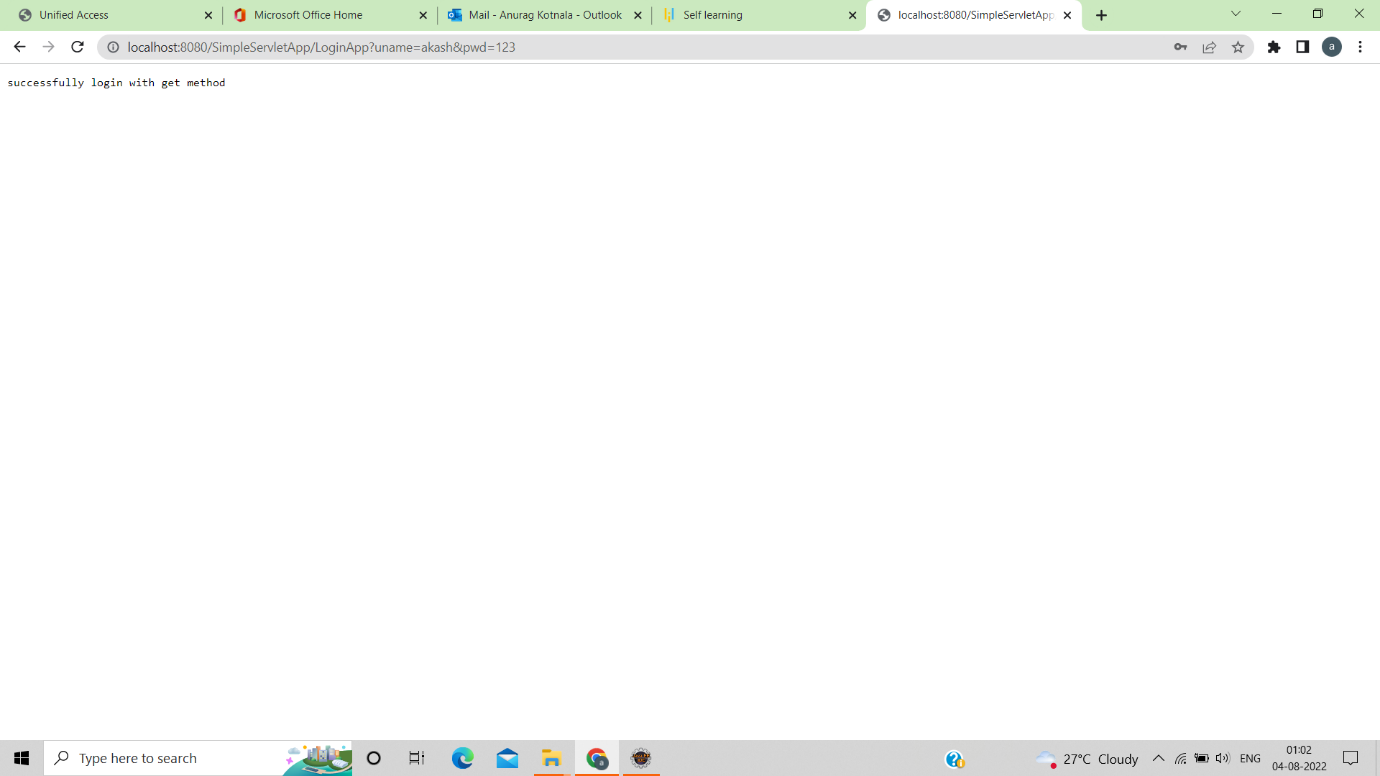 Unified Access
Microsoft Office Home
Mail - Anurag Kotnala - Outlook
Self learning
localhost:8080/SimpleServletApp
localhost:8080/SimpleServletApp/LoginApp?uname=akash&pwd=123
a
successfully login with get method
Type here to search
27°C Cloudy
ENG
01:02
04-08-2022